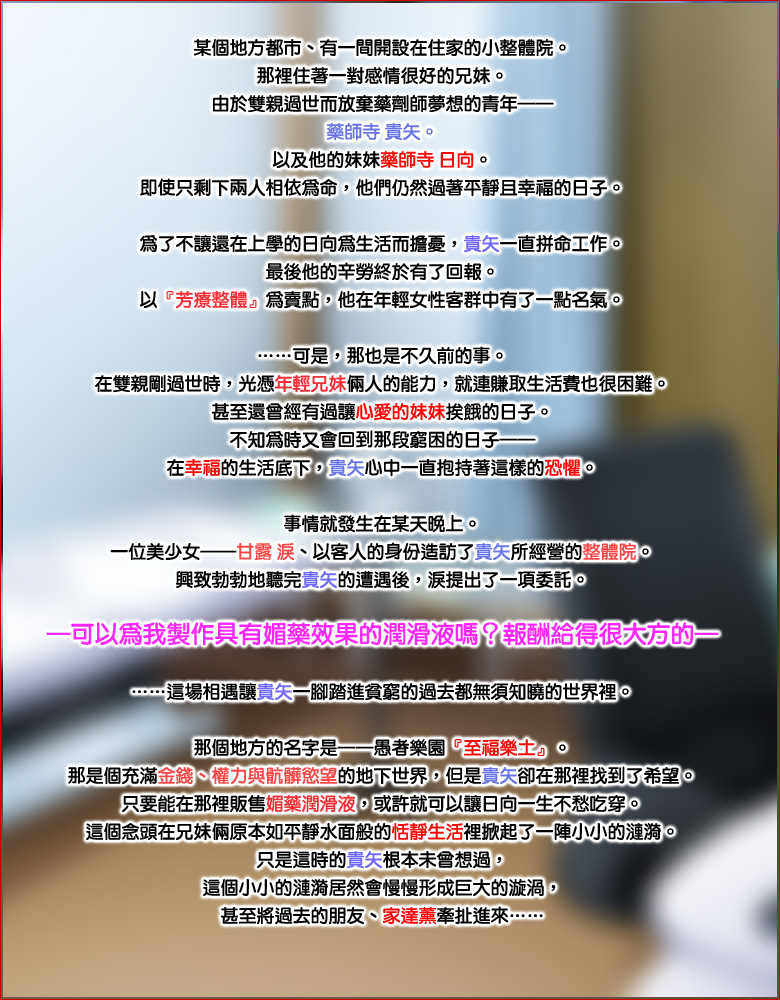 某個地方都市、有一間開設在住家的小整體院。
那裡住著一對感情很好的兄妹。
由於雙親過世而放棄藥劑師夢想的青年——
藥師寺 貴矢。
以及他的妹妹藥師寺 日向。
即使只剩下兩人相依為命，他們仍然過著平靜且幸福的日子。
為了不讓還在上學的日向為生活而擔憂，貴矢一直拼命工作。
最後他的辛勞終於有了回報。
以『芳療整體』為賣點，他在年輕女性客群中有了一點名氣。
……可是，那也是不久前的事。
在雙親剛過世時，光憑年輕兄妹倆人的能力，就連賺取生活費也很困難。
甚至還曾經有過讓心愛的妹妹挨餓的日子。
不知為時又會回到那段窮困的日子——
在幸福的生活底下，貴矢心中一直抱持著這樣的恐懼。
事情就發生在某天晚上。
一位美少女——甘露 淚、以客人的身份造訪了貴矢所經營的整體院。
興致勃勃地聽完貴矢的遭遇後，淚提出了一項委託。
—可以為我製作具有媚藥效果的潤滑液嗎？報酬給得很大方的—
……這場相遇讓貴矢一腳踏進貧窮的過去都無須知曉的世界裡。
那個地方的名字是——愚者樂園『至福樂土』。
那是個充滿金錢、權力與骯髒慾望的地下世界，但是貴矢卻在那裡找到了希望。
只要能在那裡販售媚藥潤滑液，或許就可以讓日向一生不愁吃穿。
這個念頭在兄妹倆原本如平靜水面般的恬靜生活裡掀起了一陣小小的漣漪。
只是這時的貴矢根本未曾想過，
這個小小的漣漪居然會慢慢形成巨大的漩渦，
甚至將過去的朋友、家達薰牽扯進來……